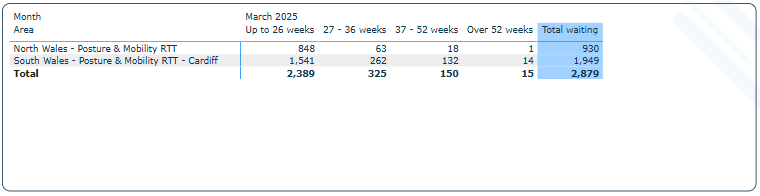 Month March 2025
Area Up to 26 weeks 27 - 36 weeks 37 - 52 weeks Over 52 weeks Total waiting
North Wales - Posture & Mobility RTT 848 63 18 1 930
South Wales - Posture & Mobility RTT - Cardiff 1,541 262 132 14 1,949
Total 2,389 325 150 15 2,879